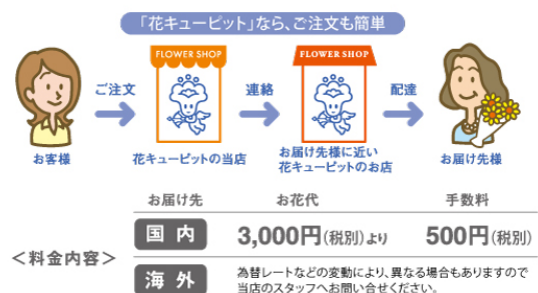 「花キューピット」なら、ご注文も簡単
FLOWER SHOP
FLOWER SHOP
ご注文
連絡
配達
お客様
花キューピットの当店
お届け先様に近い
花キューピットのお店
お届け先様
お届け先 お花代 手数料
国内 3,000円(税別)より 500円(税別)
＜料金内容＞
海外 為替レートなどの変動により、異なる場合もありますので
当店のスタッフへお問い合せください。